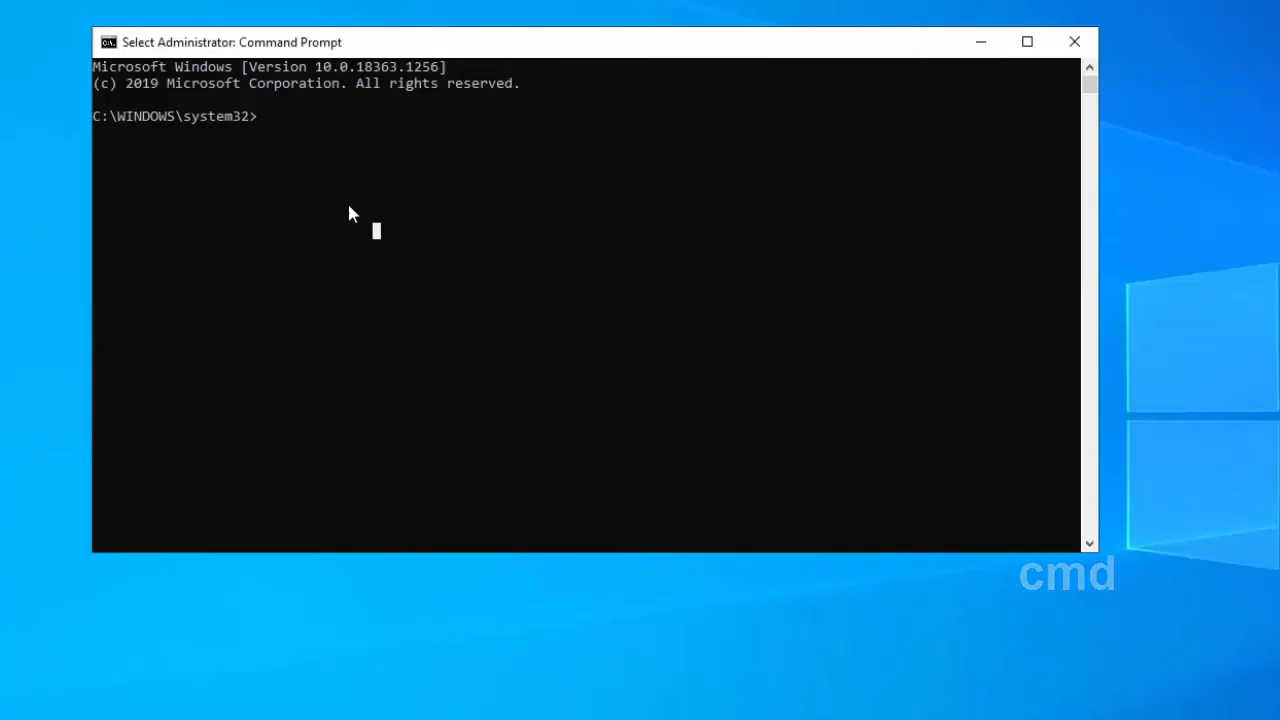 Select Administrator: Command Prompt
Microsoft Windows [Version 10.0.18363.1256]
(c) 2019 Microsoft Corporation. All rights reserved.
C:\WINDOWS\system32>
cmd